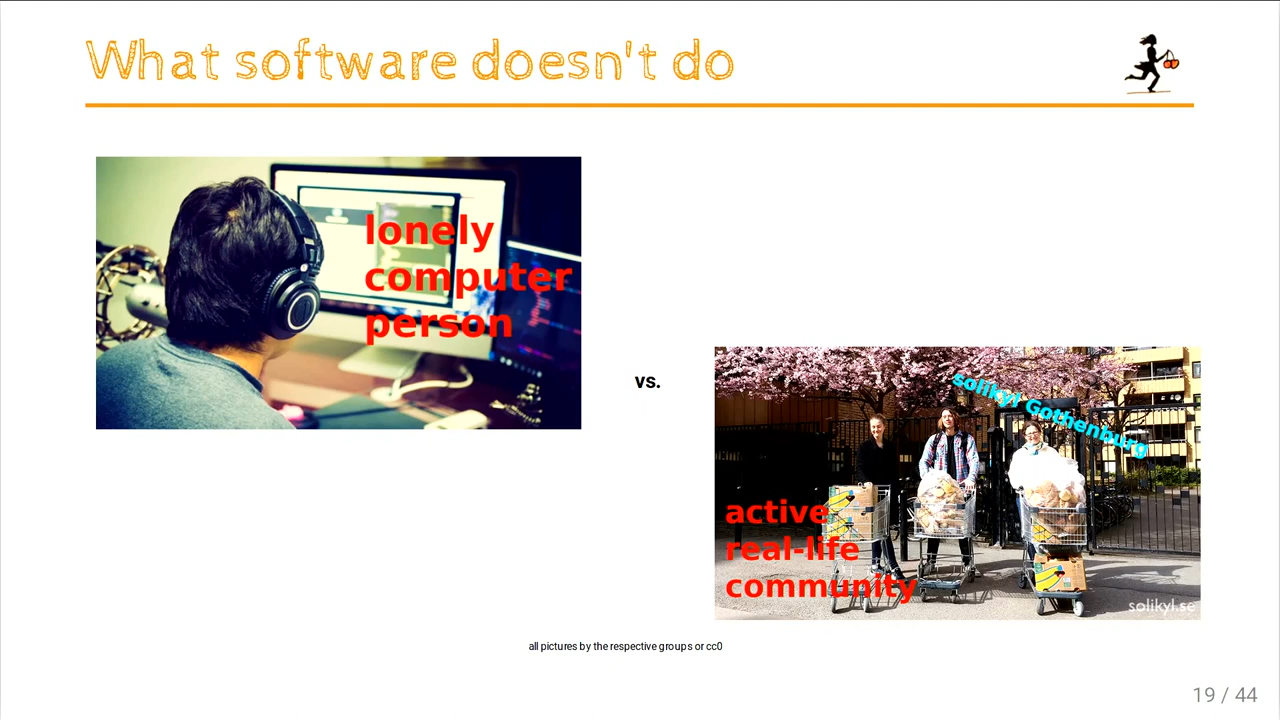 What software doesn't do
lonely
computer
person
vs.
solikyl Gothenburg
active
real-life
community
solikyl.se
all pictures by the respective groups or cc0
19 / 44